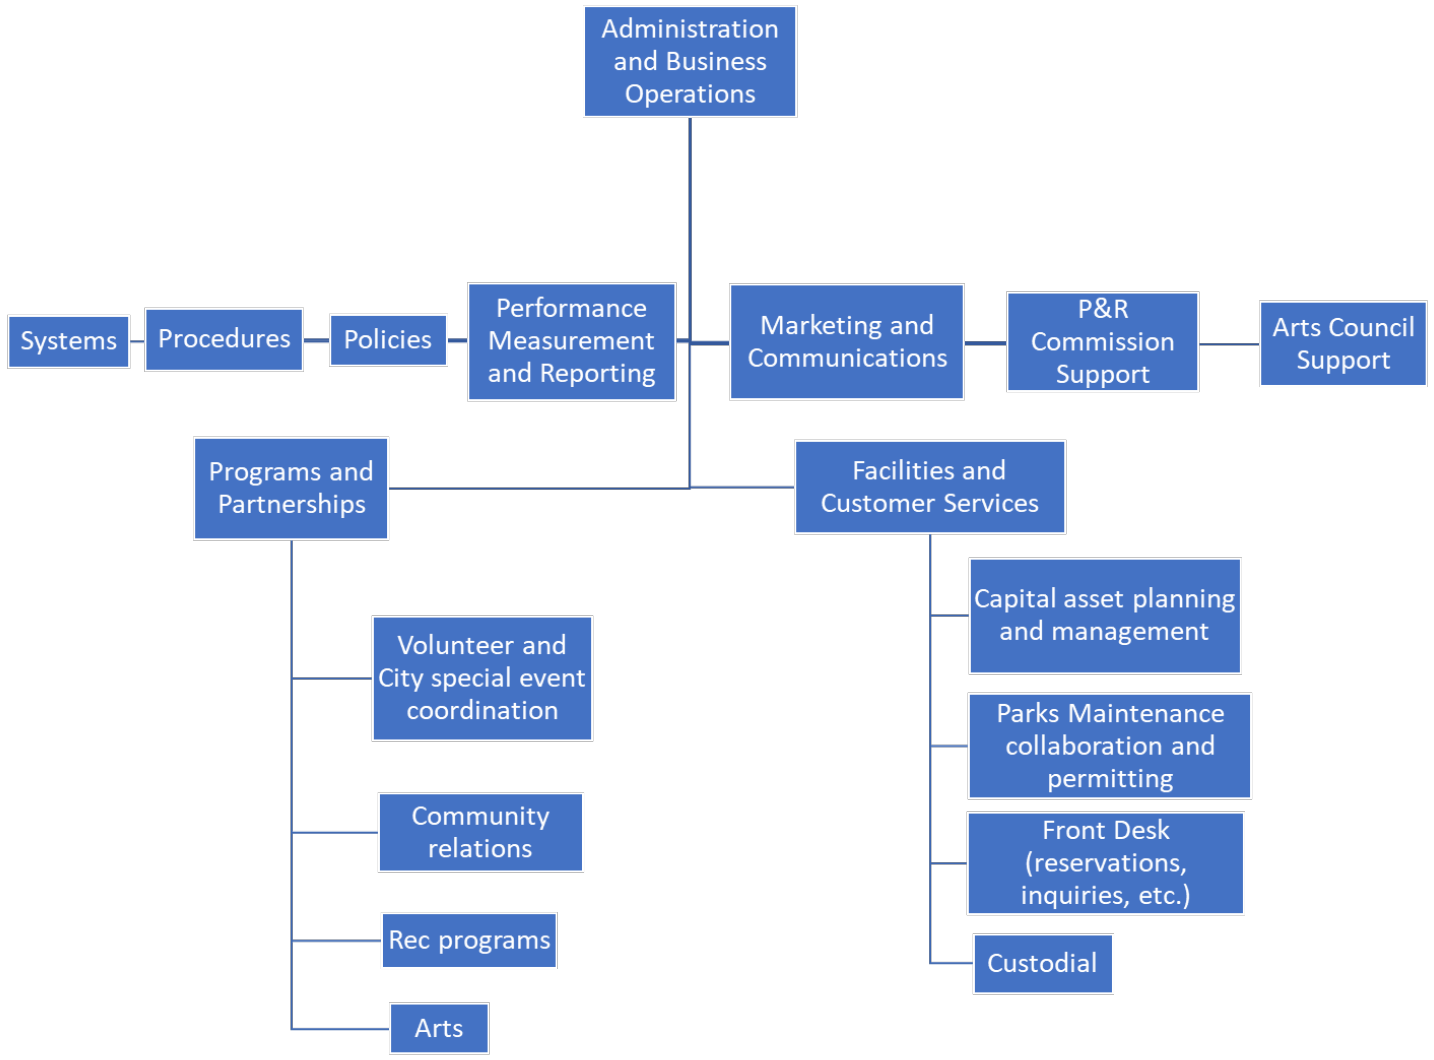 Administration
and Business
Operations
Systems
Procedures
Policies
Performance
Measurement
and Reporting
Marketing and
Communications
P&R
Commission
Support
Arts Council
Support
Programs and
Partnerships
Facilities and
Customer Services
Volunteer and
City special event
coordination
Community
relations
Rec programs
Arts
Capital asset planning
and management
Parks Maintenance
collaboration and
permitting
Front Desk
(reservations,
inquiries, etc.)
Custodial